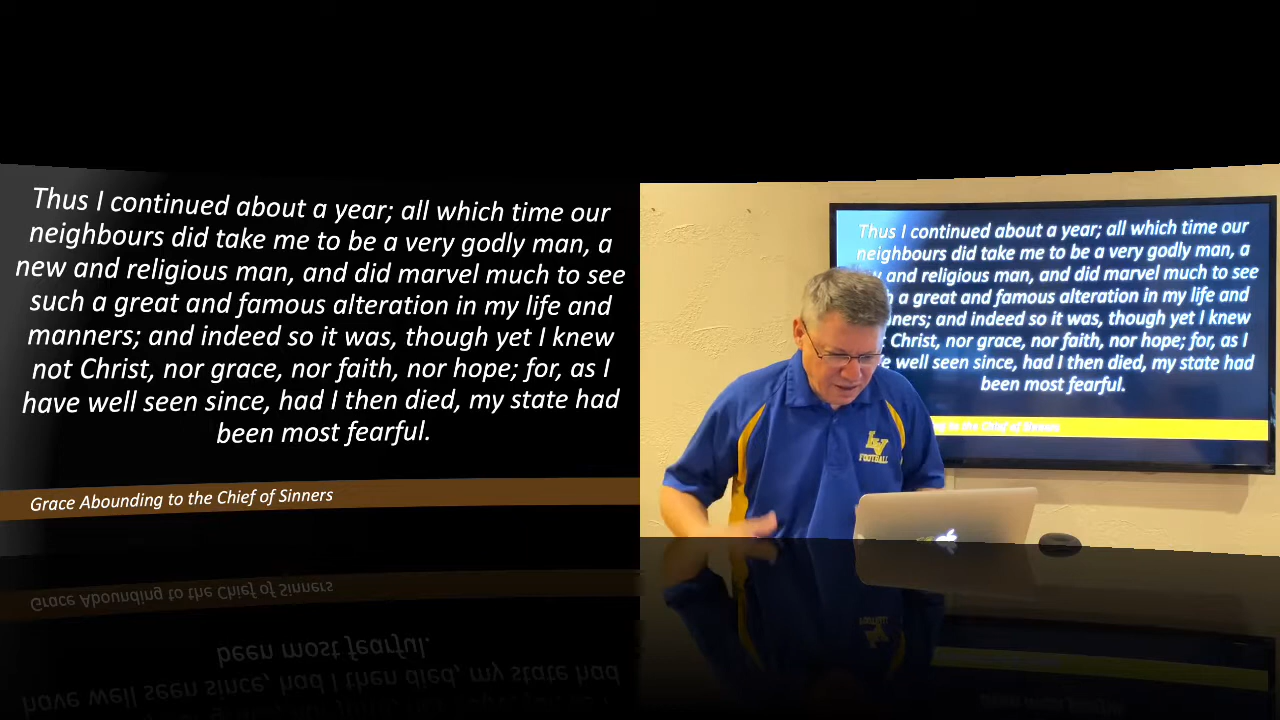 Thus I continued about a year; all which time our
neighbours did take me to be a very godly man, a
new and religious man, and did marvel much to see
such a great and famous alteration in my life and
manners; and indeed so it was, though yet I knew
not Christ, nor grace, nor faith, nor hope; for, as I
have well seen since, had I then died, my state had
been most fearful.
Grace Abounding to the Chief of Sinners
Thus I continued about a year; all which time our
neighbours did take me to be a very godly man, a
and religious man, and did marvel much to see
a great and famous alteration in my life and
and indeed so it was, though yet I knew
Christ, nor grace, nor faith, nor hope; for, as I
well seen since, had I then died, my state had
been most fearful.
to the Chief of Sinners
LV
FOOTBALL